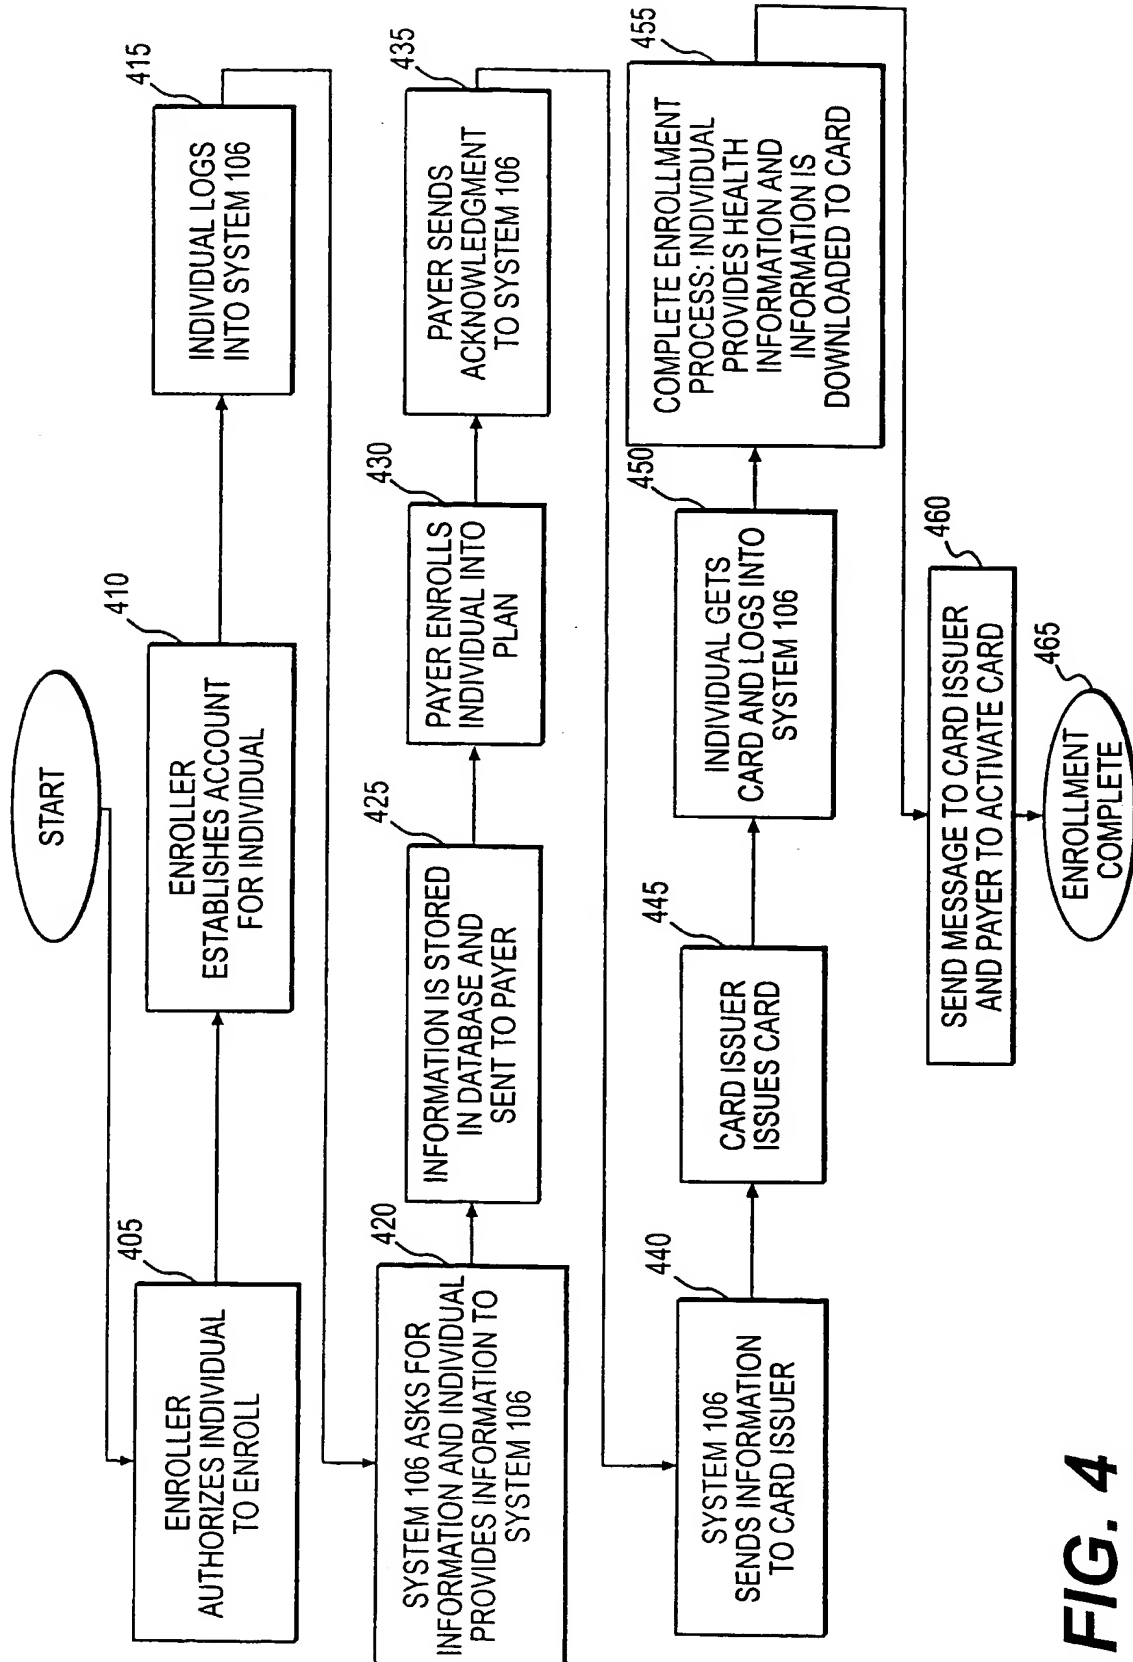 START
405
ENROLLER
AUTHORIZES INDIVIDUAL
TO ENROLL
410
ENROLLER
ESTABLISHES ACCOUNT
FOR INDIVIDUAL
415
INDIVIDUAL LOGS
INTO SYSTEM 106
420
SYSTEM 106 ASKS FOR
INFORMATION AND INDIVIDUAL
PROVIDES INFORMATION TO
SYSTEM 106
425
INFORMATION IS STORED
IN DATABASE AND
SENT TO PAYER
430
PAYER ENROLLS
INDIVIDUAL INTO
PLAN
435
PAYER SENDS
ACKNOWLEDGMENT
TO SYSTEM 106
440
SYSTEM 106
SENDS INFORMATION
TO CARD ISSUER
445
CARD ISSUER
ISSUES CARD
450
INDIVIDUAL GETS
CARD AND LOGS INTO
SYSTEM 106
455
COMPLETE ENROLLMENT
PROCESS: INDIVIDUAL
PROVIDES HEALTH
INFORMATION AND
INFORMATION IS
DOWNLOADED TO CARD
460
SEND MESSAGE TO CARD ISSUER
AND PAYER TO ACTIVATE CARD
465
ENROLLMENT
COMPLETE
FIG. 4